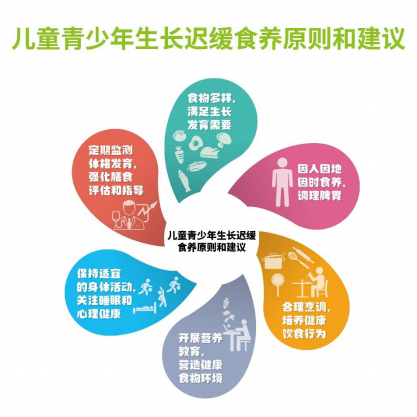 儿童青少年生长迟缓食养原则和建议
食物多样，
满足生长
发育需要
因人因地
因时食养，
调理脾胃
合理烹调，
培养健康
饮食行为
开展营养
教育，
营造健康
食物环境
保持适宜
的身体活动，
关注睡眠和
心理健康
定期监测
体格发育，
强化膳食
评估和指导
儿童青少年生长迟缓
食养原则和建议